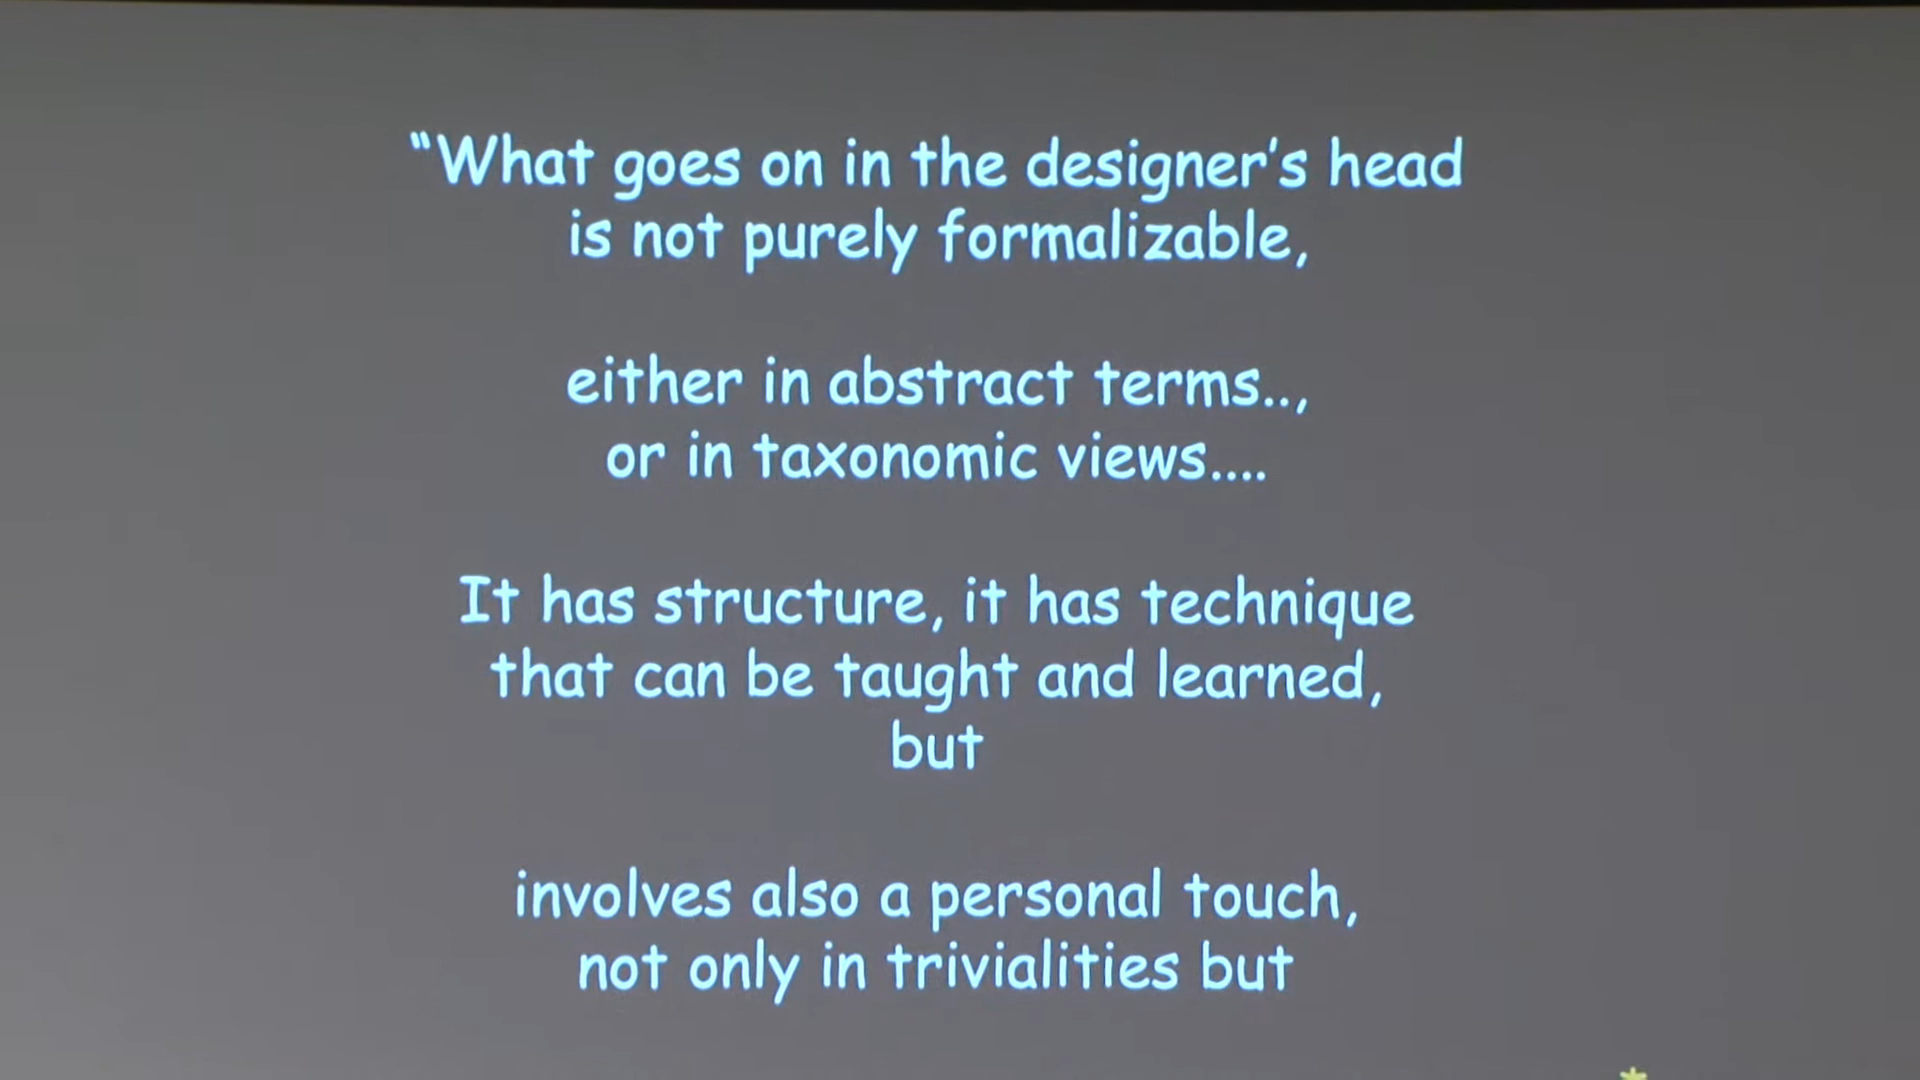 “What goes on in the designer’s head
is not purely formalizable,
either in abstract terms..,
or in taxonomic views....
It has structure, it has technique
that can be taught and learned,
but
involves also a personal touch,
not only in trivialities but
*